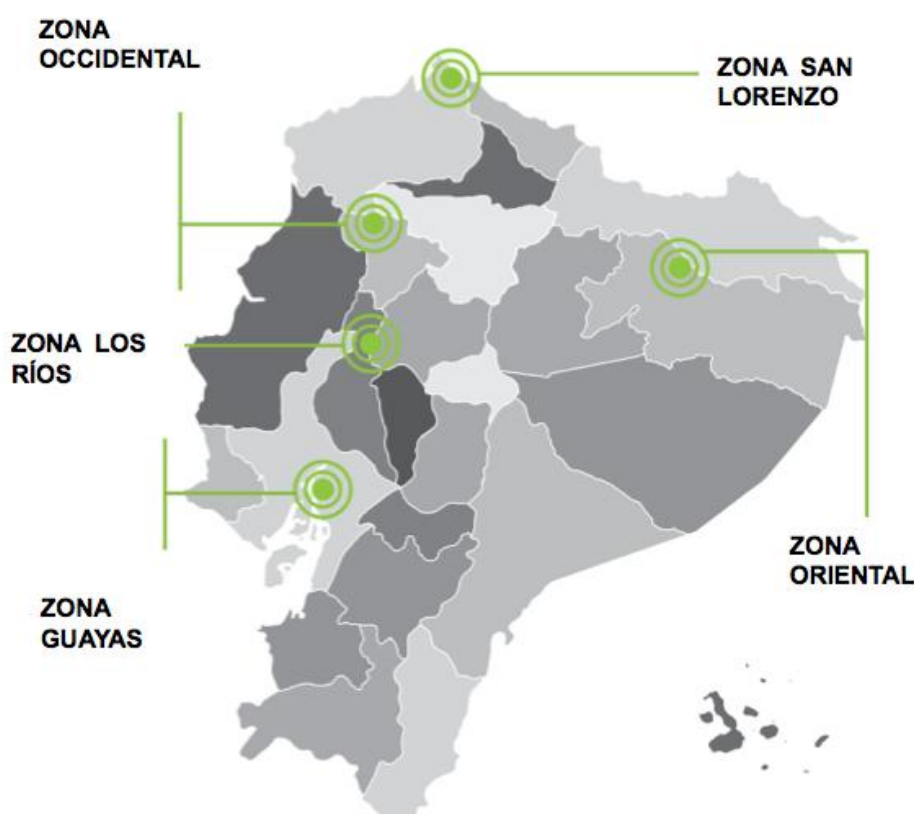 ZONA
OCCIDENTAL
ZONA SAN
LORENZO
ZONA LOS
RÍOS
ZONA
ORIENTAL
ZONA
GUAYAS